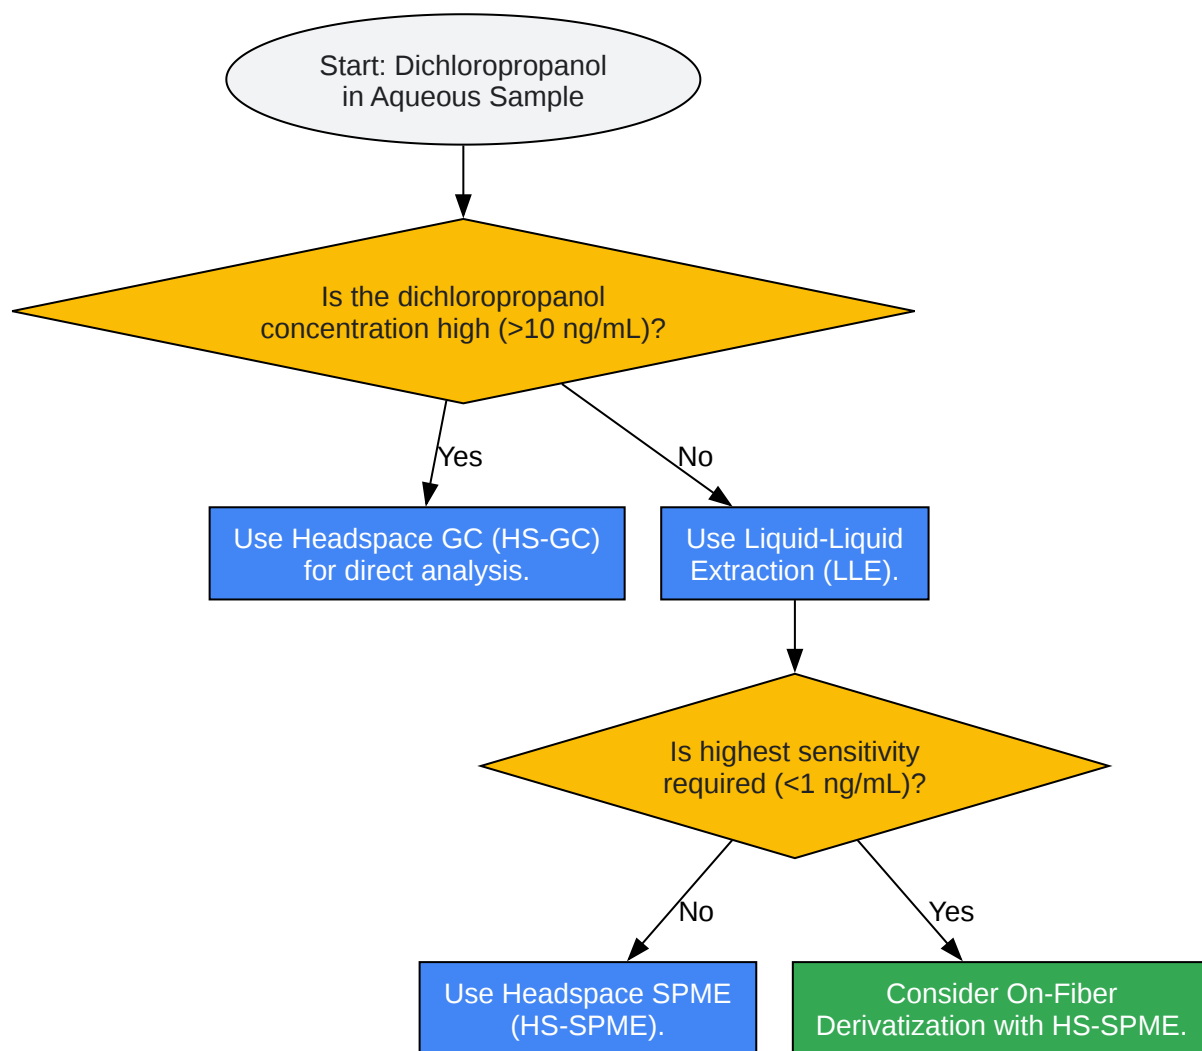 Start: Dichloropropanol
in Aqueous Sample
Is the dichloropropanol
concentration high (>10 ng/mL)?
Yes
No
Use Headspace GC (HS-GC)
for direct analysis.
Use Liquid-Liquid
Extraction (LLE).
Is highest sensitivity
required (<1 ng/mL)?
No
Yes
Use Headspace SPME
(HS-SPME).
Consider On-Fiber
Derivatization with HS-SPME.